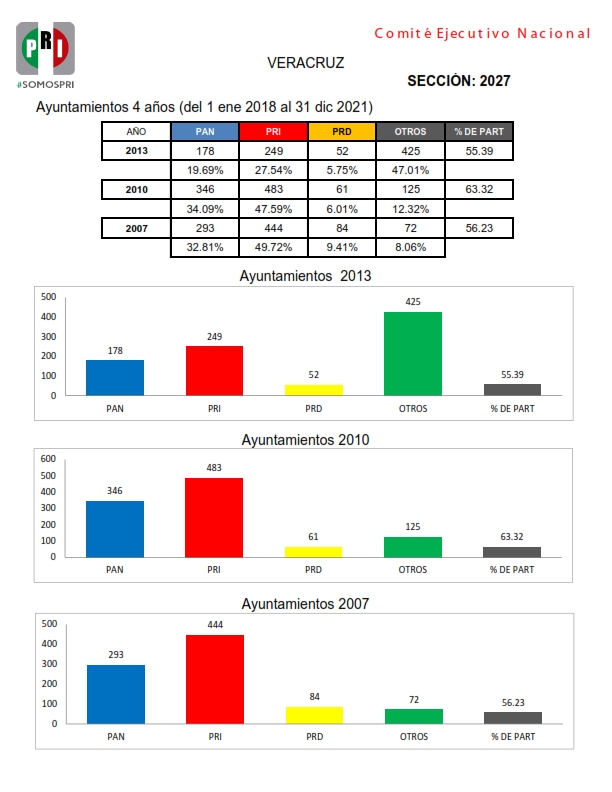 Comité Ejecutivo Nacional
PRI
#SOMOSPRI
VERACRUZ
SECCIÒN: 2027
Ayuntamientos 4 años (del 1 ene 2018 al 31 dic 2021)
AÑO PAN PRI PRD OTROS % DE PART
2013 178 249 52 425 55.39
19.69% 27.54% 5.75% 47.01%
2010 346 483 61 125 63.32
34.09% 47.59% 6.01% 12.32%
2007 293 444 84 72 56.23
32.81% 49.72% 9.41% 8.06%
Ayuntamientos 2013
500
400
300
200
100
0
178 249 52 425 55.39
PAN PRI PRD OTROS % DE PART
Ayuntamientos 2010
600
500
400
300
200
100
0
346 483 61 125 63.32
PAN PRI PRD OTROS % DE PART
Ayuntamientos 2007
500
400
300
200
100
0
293 444 84 72 56.23
PAN PRI PRD OTROS % DE PART